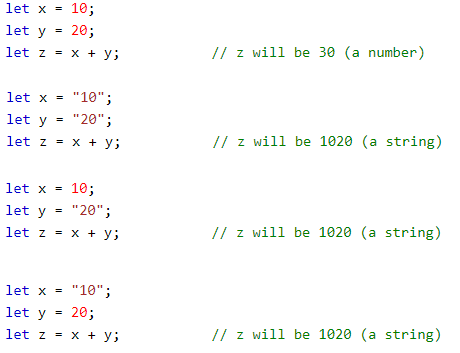 let x = 10;
let y = 20;
let z = x + y;           // z will be 30 (a number)
let x = "10";
let y = "20";
let z = x + y;           // z will be 1020 (a string)
let x = 10;
let y = "20";
let z = x + y;           // z will be 1020 (a string)
let x = "10";
let y = 20;
let z = x + y;           // z will be 1020 (a string)